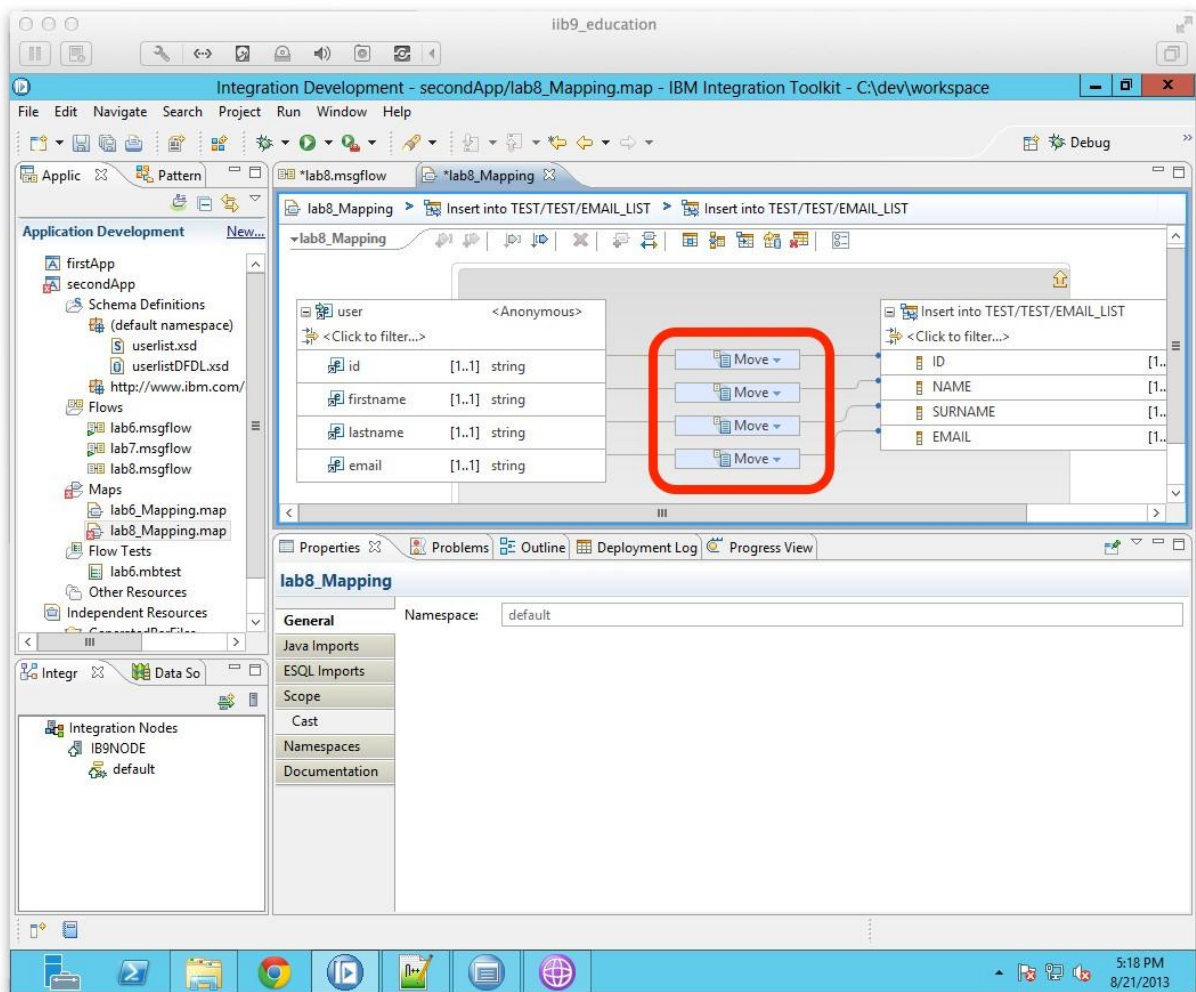 iib9_education
Integration Development - secondApp/lab8_Mapping.map - IBM Integration Toolkit - C:\dev\workspace
File Edit Navigate Search Project Run Window Help
Debug
Applic
Pattern
*lab8.msgflow
*lab8_Mapping
lab8_Mapping > Insert into TEST/TEST/EMAIL_LIST > Insert into TEST/TEST/EMAIL_LIST
Application Development New...
lab8_Mapping
firstApp
secondApp
Schema Definitions
(default namespace)
userlist.xsd
userlistDFDL.xsd
http://www.ibm.com/
Flows
lab6.msgflow
lab7.msgflow
lab8.msgflow
Maps
lab6_Mapping.map
lab8_Mapping.map
Flow Tests
lab6.mbtest
Other Resources
Independent Resources
user <Anonymous>
<Click to filter...>
id [1..1] string
firstname [1..1] string
lastname [1..1] string
email [1..1] string
Move
Move
Move
Move
Insert into TEST/TEST/EMAIL_LIST
<Click to filter...>
ID [1..
NAME [1..
SURNAME [1..
EMAIL [1..
Properties Problems Outline Deployment Log Progress View
lab8_Mapping
General
Java Imports
ESQL Imports
Scope
Cast
Namespaces
Documentation
Namespace: default
Integr
Data So
Integration Nodes
IB9NODE
default
5:18 PM
8/21/2013